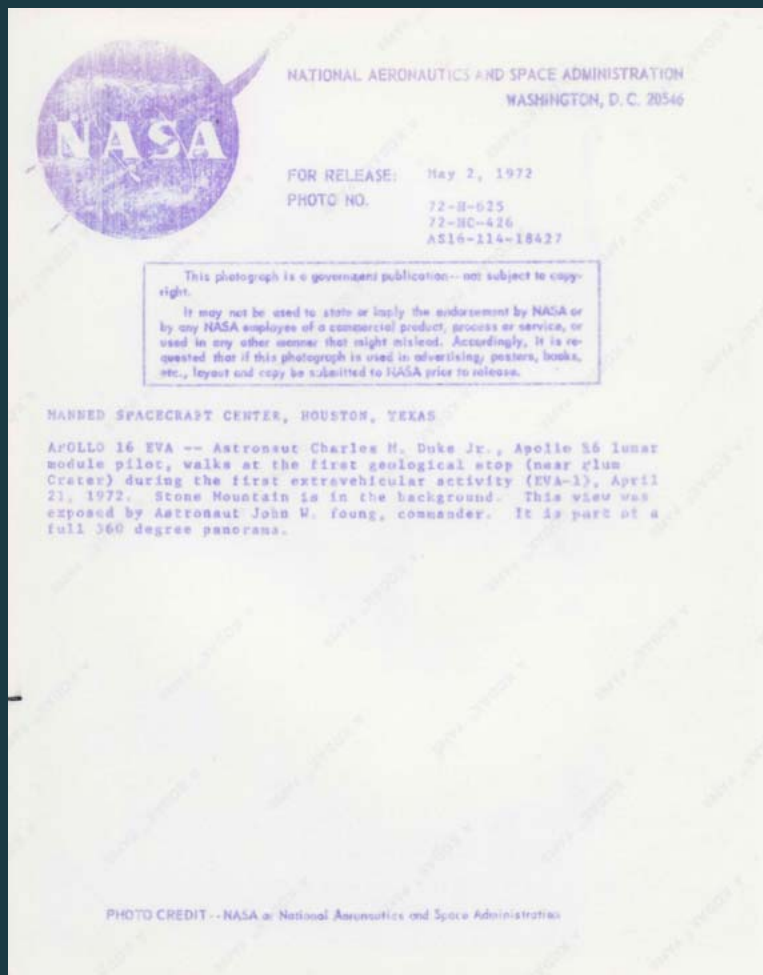 NASA
NATIONAL AERONAUTICS AND SPACE ADMINISTRATION
WASHINGTON, D. C. 20546
FOR RELEASE: May 2, 1972
PHOTO NO. 72-H-625
72-HC-426
AS16-114-18427
This photograph is a government publication -- not subject to copy-
right.
It may not be used to state or imply the endorsement by NASA or
by any NASA employee of a commercial product, process or service, or
used in any other manner that might mislead. Accordingly, it is re-
quested that if this photograph is used in advertising, posters, books,
etc., layout and copy be submitted to NASA prior to release.
MANNED SPACECRAFT CENTER, HOUSTON, TEXAS
APOLLO 16 EVA -- Astronaut Charles M. Duke Jr., Apollo 16 lunar
module pilot, walks at the first geological stop (near Plum
Crater) during the first extravehicular activity (EVA-1), April
21, 1972. Stone Mountain is in the background. This view was
exposed by Astronaut John W. Young, commander. It is part of a
full 360 degree panorama.
PHOTO CREDIT -- NASA or National Aeronautics and Space Administration